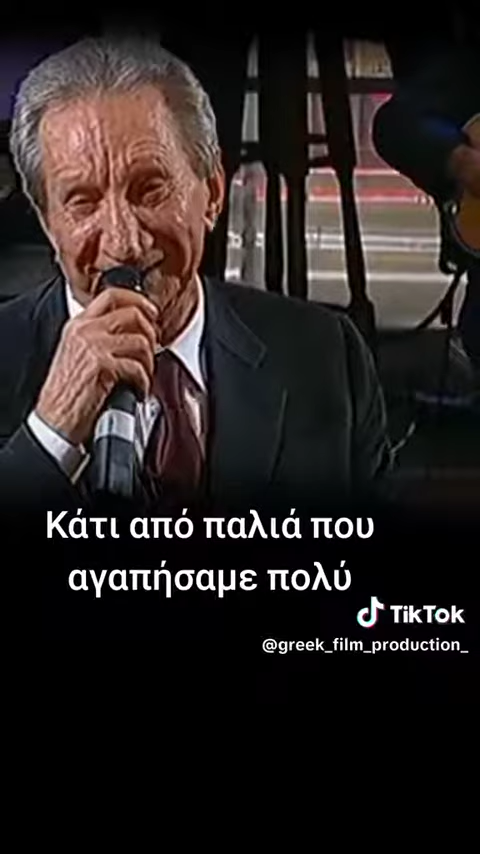 Κάτι από παλιά που
αγαπήσαμε πολύ
TikTok
@greek_film_production_